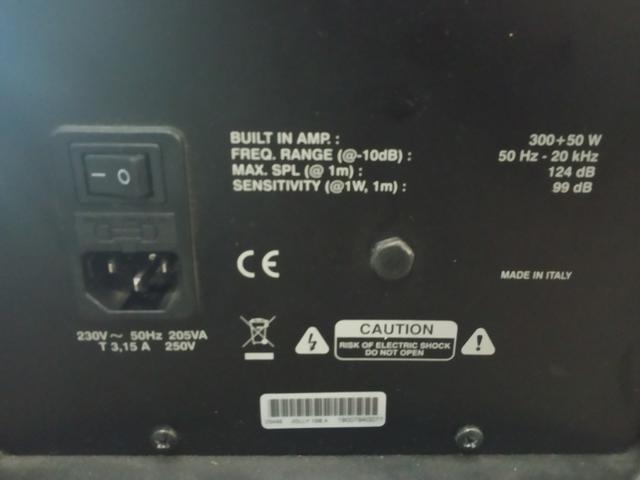 BUILT IN AMP. : 300+50 W
FREQ. RANGE (@-10dB) : 50 Hz - 20 kHz
MAX. SPL (@ 1m) : 124 dB
SENSITIVITY (@1W, 1m) : 99 dB
MADE IN ITALY
230V~ 50Hz 205VA
T 3,15 A 250V
CAUTION
RISK OF ELECTRIC SHOCK
DO NOT OPEN